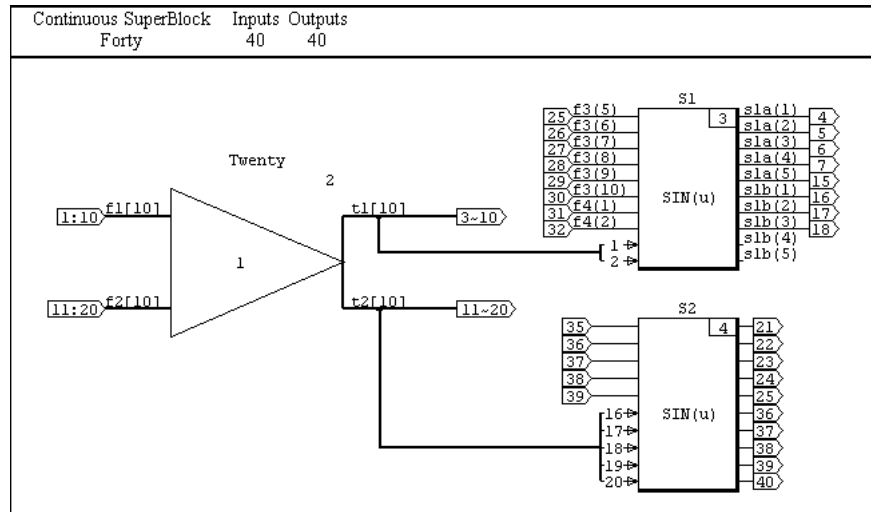 Continuous SuperBlock Inputs Outputs
Forty 40 40
Twenty
2
1:10 f1[10]
11:20 f2[10]
1
t1[10] 3~10
t2[10] 11~20
S1
3
SIN(u)
25 f3(5)
26 f3(6)
27 f3(7)
28 f3(8)
29 f3(9)
30 f3(10)
31 f4(1)
32 f4(2)
1
2
s1a(1) 4
s1a(2) 5
s1a(3) 6
s1a(4) 7
s1a(5) 15
s1b(1) 16
s1b(2) 17
s1b(3) 18
s1b(4)
s1b(5)
S2
4
SIN(u)
35
36
37
38
39
16
17
18
19
20
21
22
23
24
25
36
37
38
39
40